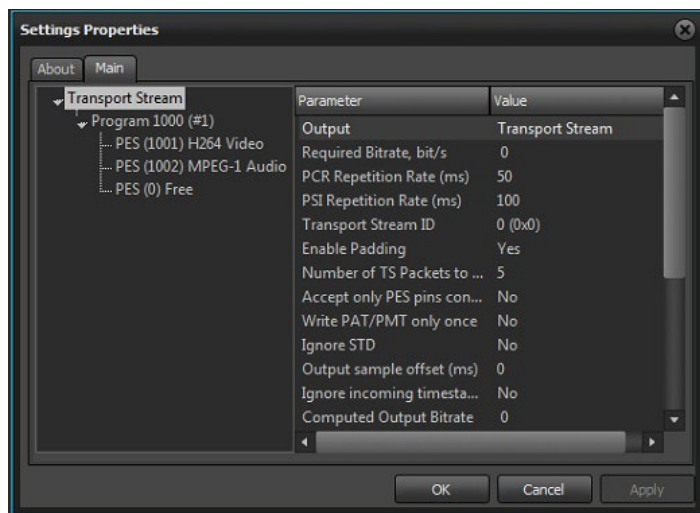 Settings Properties
About Main
Transport Stream
Program 1000 (#1)
PES (1001) H264 Video
PES (1002) MPEG-1 Audio
PES (0) Free
Parameter Value
Output Transport Stream
Required Bitrate, bit/s 0
PCR Repetition Rate (ms) 50
PSI Repetition Rate (ms) 100
Transport Stream ID 0 (0x0)
Enable Padding Yes
Number of TS Packets to ... 5
Accept only PES pins con... No
Write PAT/PMT only once No
Ignore STD No
Output sample offset (ms) 0
Ignore incoming timesta... No
Computed Output Bitrate 0
OK Cancel Apply